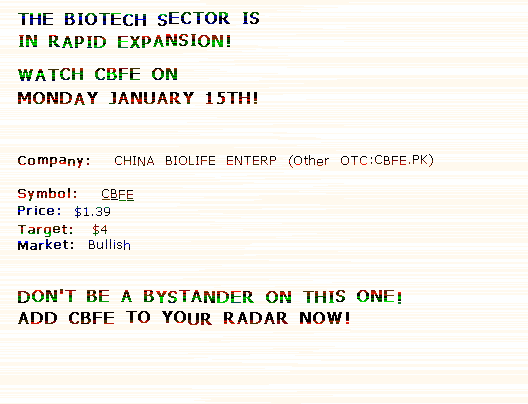 THE BIOTECH SECTOR IS
IN RAPID EXPANSION!
WATCH CBFE ON
MONDAY JANUARY 15TH!
Company: CHINA BIOLIFE ENTERP (Other OTC:CBFE.PK)
Symbol: CBFE
Price: $1.39
Target: $4
Market: Bullish
DON'T BE A BYSTANDER ON THIS ONE!
ADD CBFE TO YOUR RADAR NOW!